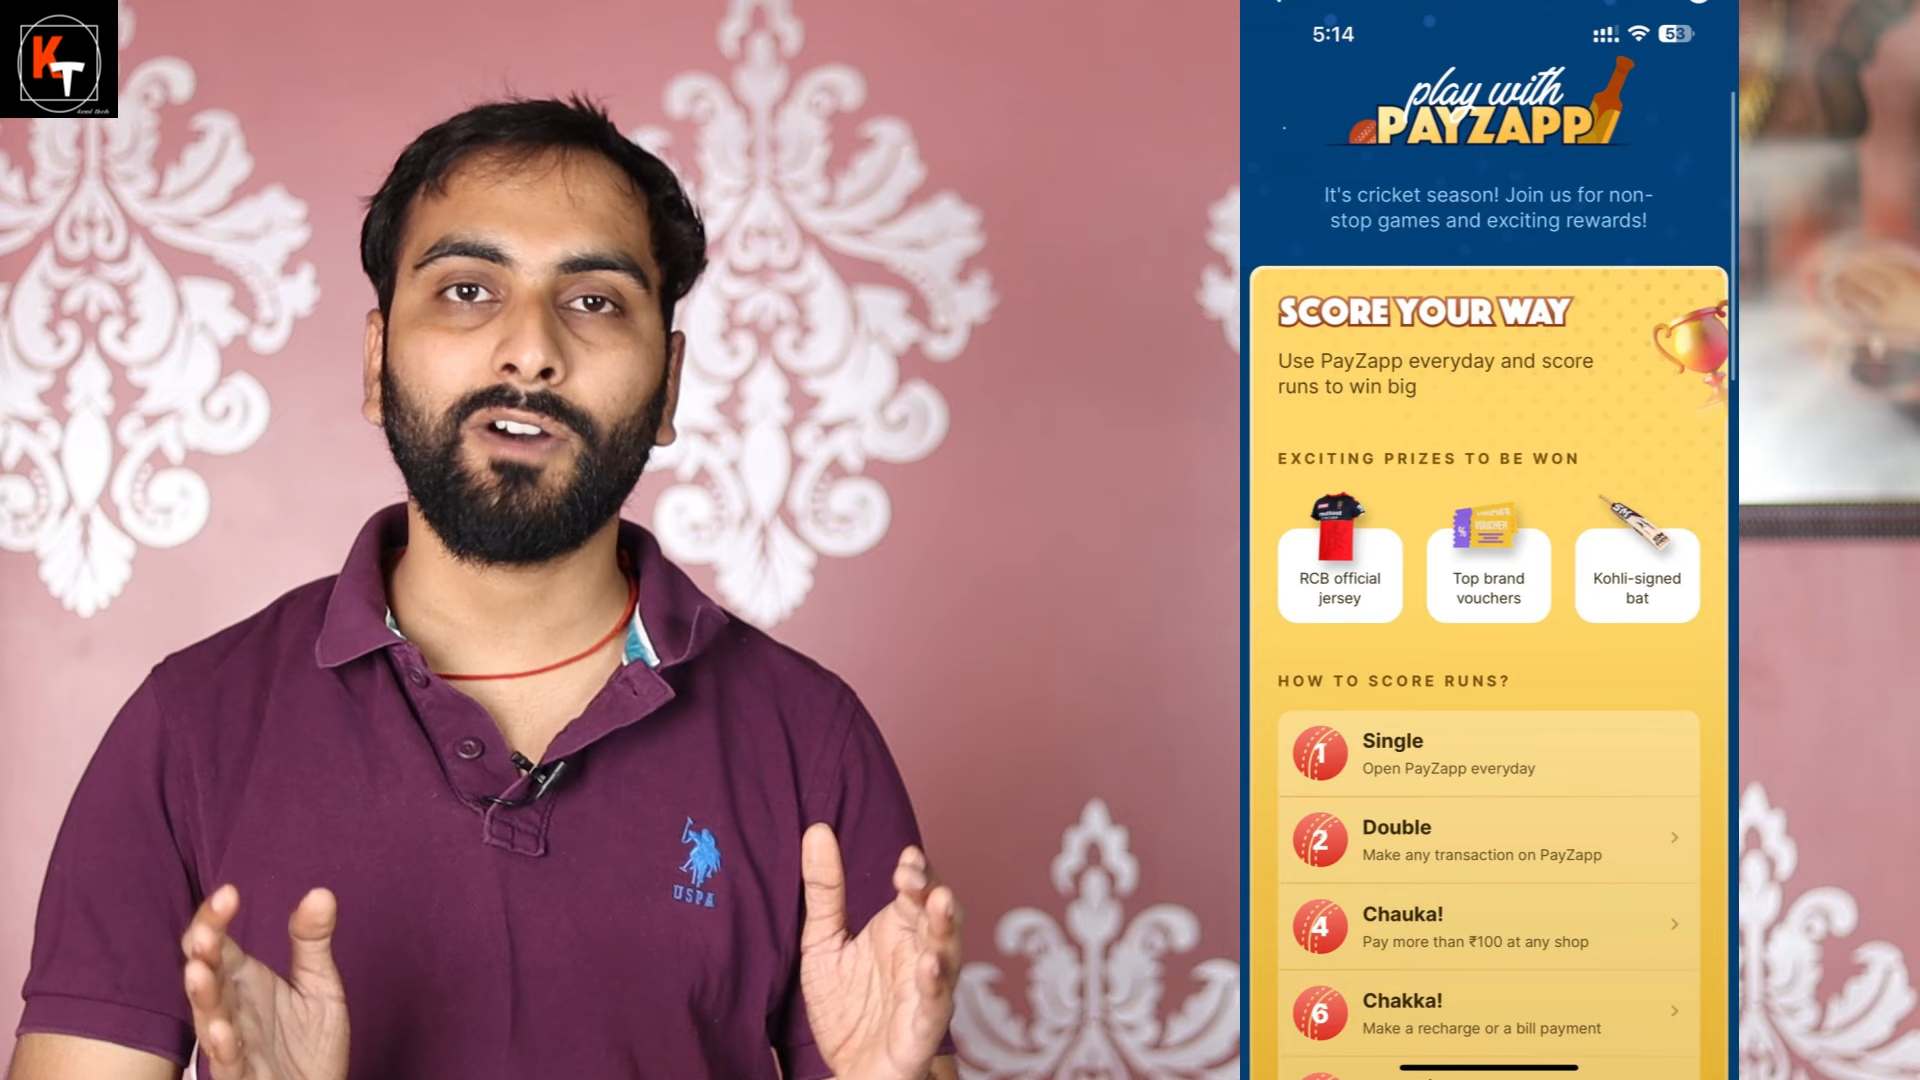 KT
5:14
53
play with
PAYZAPP
It's cricket season! Join us for non-
stop games and exciting rewards!
SCORE YOUR WAY
Use PayZapp everyday and score
runs to win big
EXCITING PRIZES TO BE WON
VOUCHER
%
SM
RCB official
jersey
Top brand
vouchers
Kohli-signed
bat
HOW TO SCORE RUNS?
1
Single
Open PayZapp everyday
2
Double
Make any transaction on PayZapp
4
Chauka!
Pay more than ₹100 at any shop
6
Chakka!
Make a recharge or a bill payment
USPA